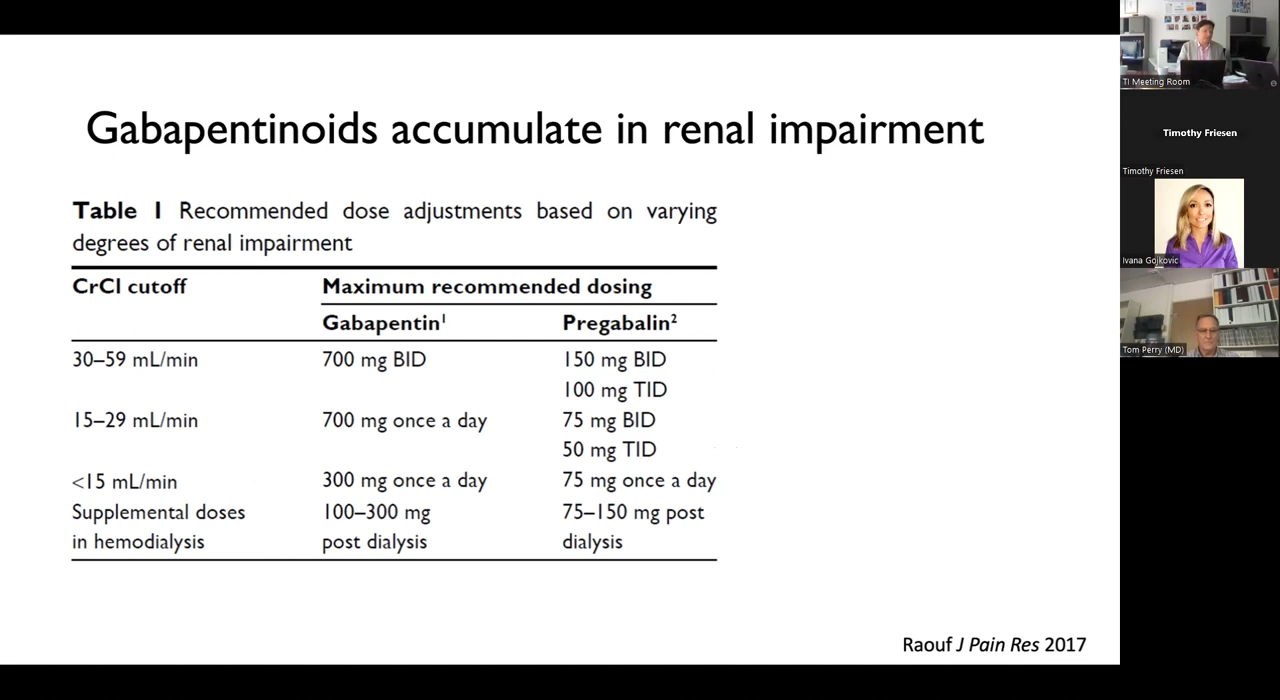 Gabapentinoids accumulate in renal impairment
Table 1 Recommended dose adjustments based on varying
degrees of renal impairment
CrCl cutoff Maximum recommended dosing
Gabapentin¹ Pregabalin²
30–59 mL/min 700 mg BID 150 mg BID
100 mg TID
15–29 mL/min 700 mg once a day 75 mg BID
50 mg TID
<15 mL/min 300 mg once a day 75 mg once a day
Supplemental doses 100–300 mg 75–150 mg post
in hemodialysis post dialysis dialysis
Raouf J Pain Res 2017
TI Meeting Room
Timothy Friesen
Timothy Friesen
Ivana Gojkovic
Tom Perry (MD)